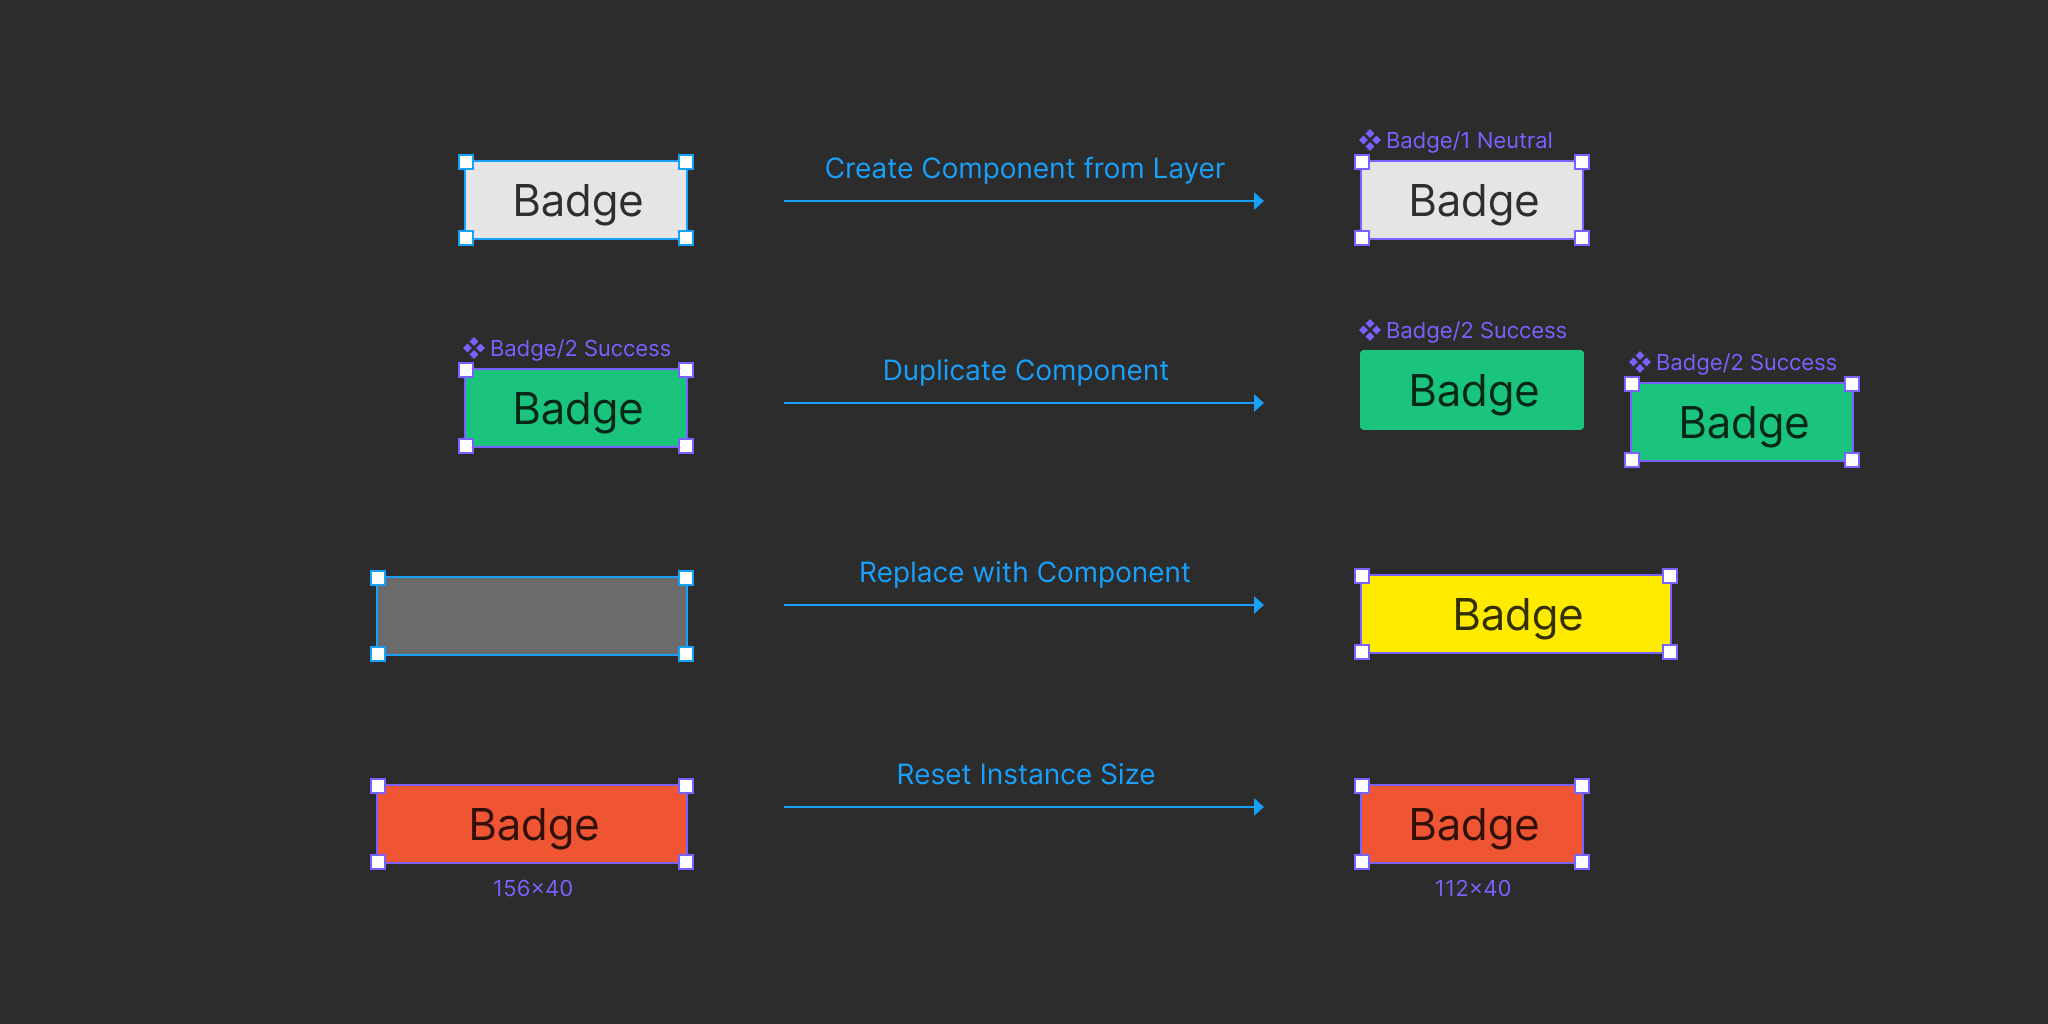 Badge
Create Component from Layer
Badge/1 Neutral
Badge
Badge/2 Success
Badge
Duplicate Component
Badge/2 Success
Badge
Badge/2 Success
Badge
Replace with Component
Badge
Badge
156×40
Reset Instance Size
Badge
112×40